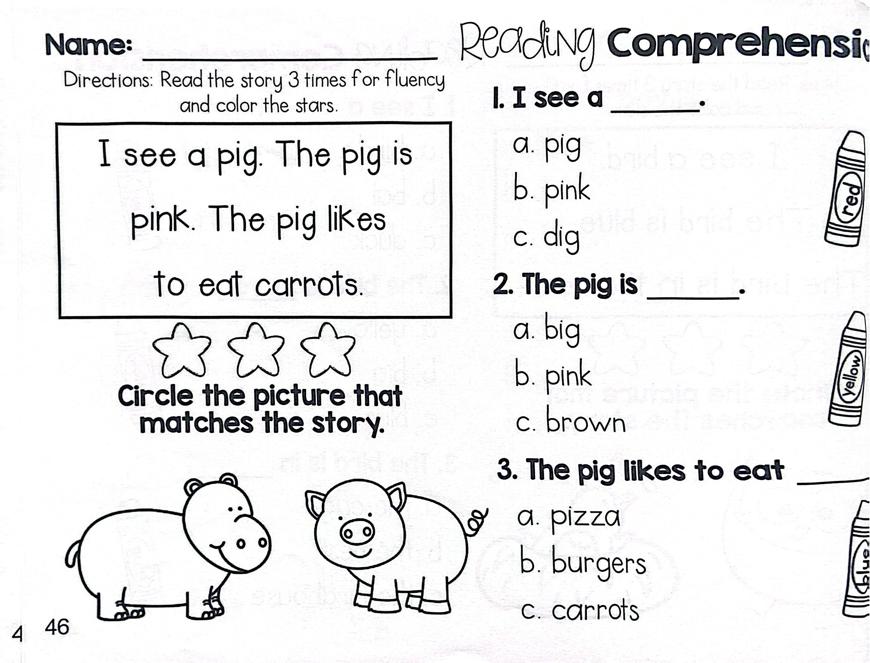 Name:
Directions: Read the story 3 times for fluency
and color the stars.
I see a pig. The pig is
pink. The pig likes
to eat carrots.
Circle the picture that
matches the story.
46
4
Reading Comprehensi
1. I see a ______.
a. pig
b. pink
c. dig
red
2. The pig is ______.
a. big
b. pink
c. brown
yellow
3. The pig likes to eat ______
a. pizza
b. burgers
c. carrots
blue